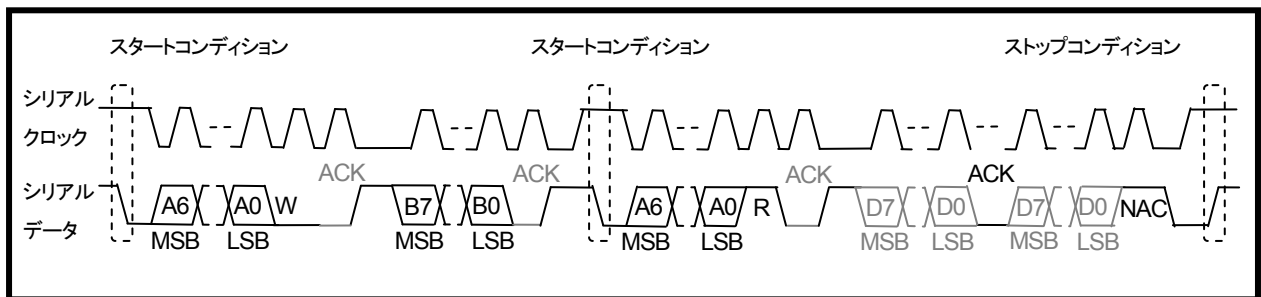 スタートコンディション スタートコンディション ストップコンディション
シリアル
クロック
ACK ACK ACK ACK
シリアル
データ
A6 A0 W B7 B0 A6 A0 R D7 D0 D7 D0 NAC
MSB LSB MSB LSB MSB LSB MSB LSB MSB LSB